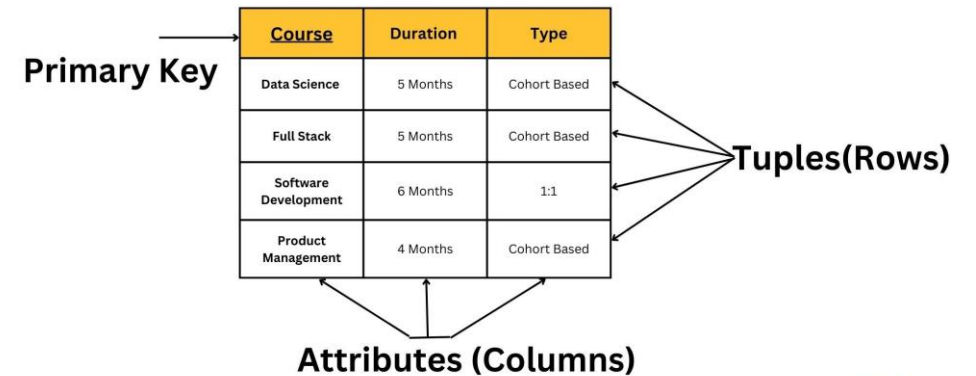 Course Duration Type
Primary Key
Data Science 5 Months Cohort Based
Full Stack 5 Months Cohort Based
Tuples(Rows)
Software
Development 6 Months 1:1
Product
Management 4 Months Cohort Based
Attributes (Columns)